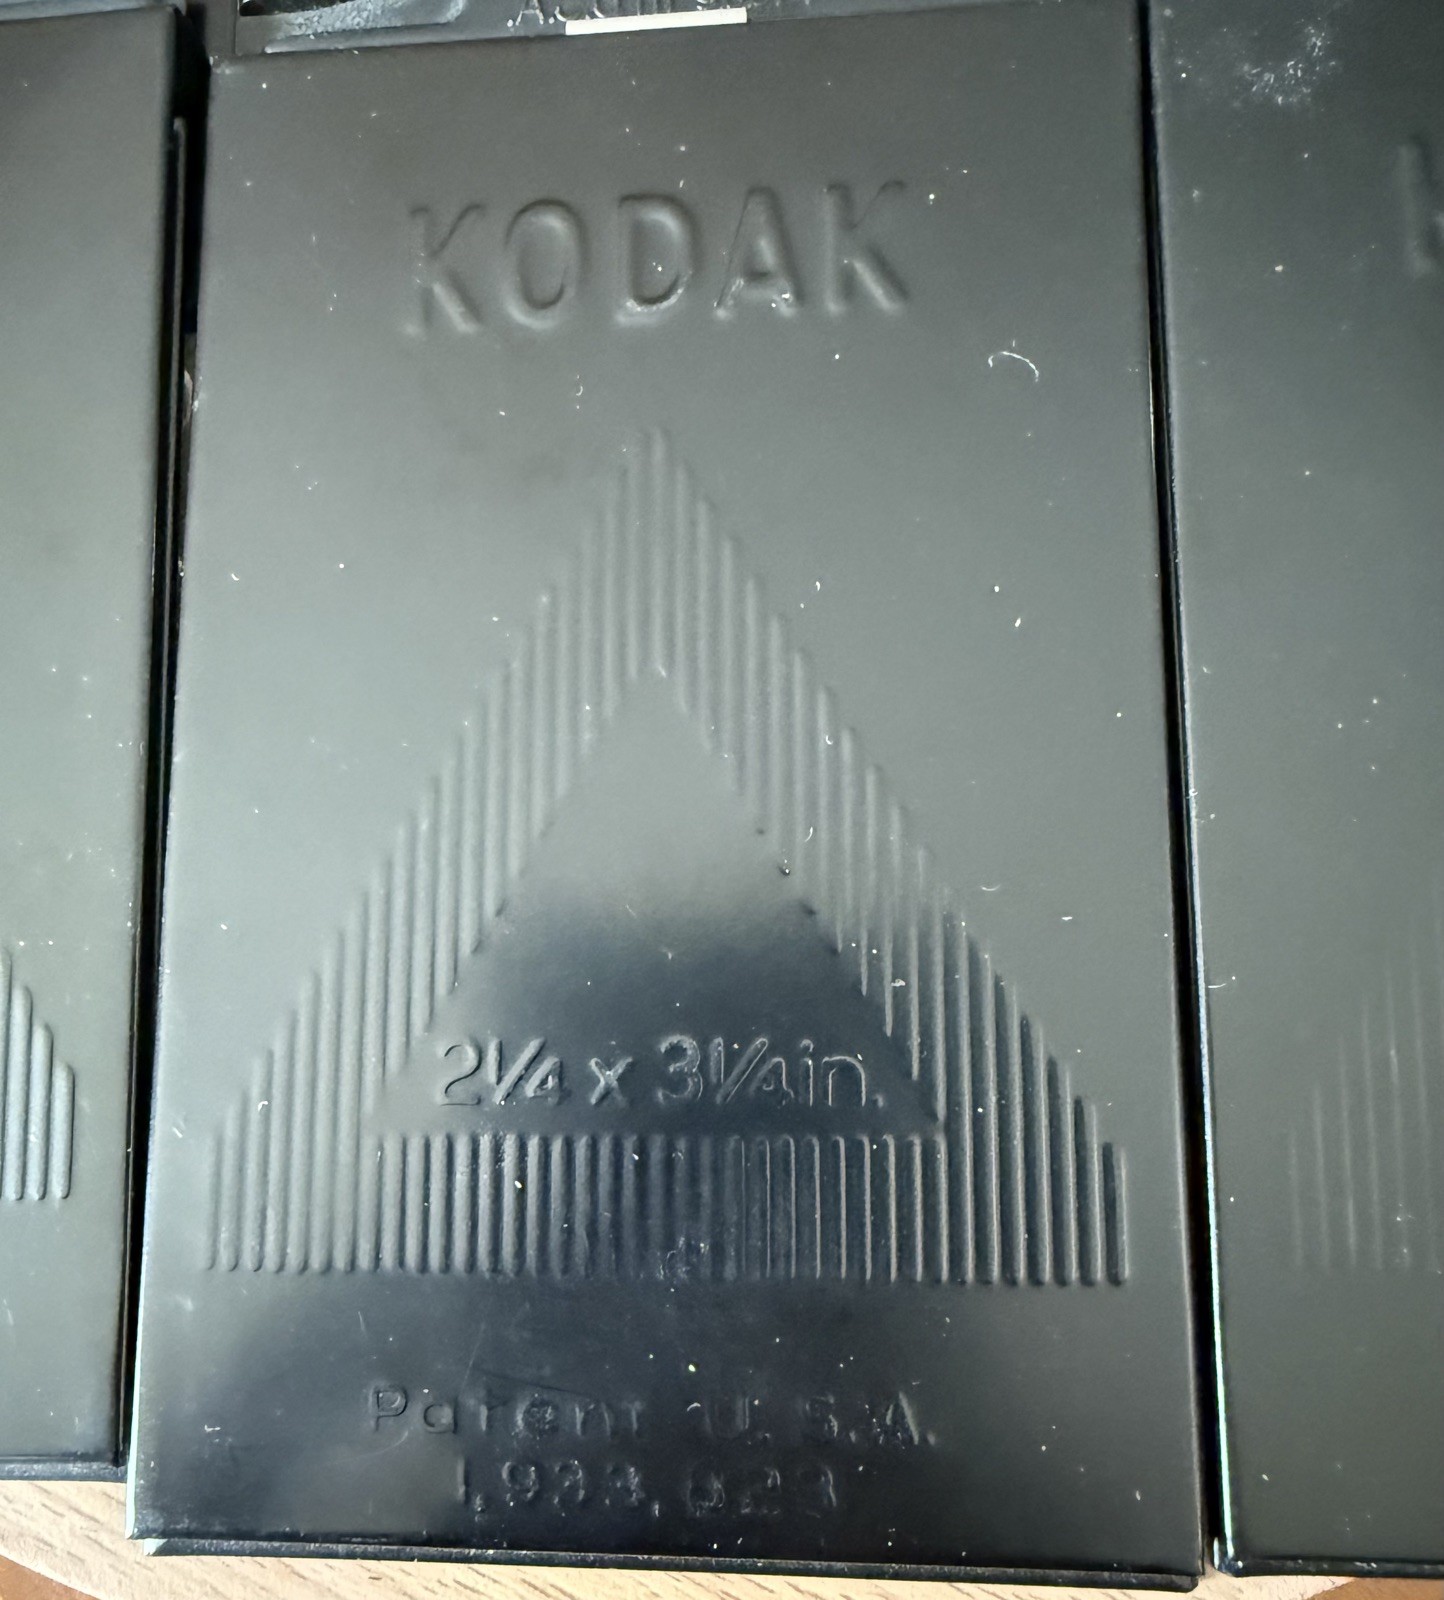 KODAK
2¼ x 3¼in.
Patent U.S.A.